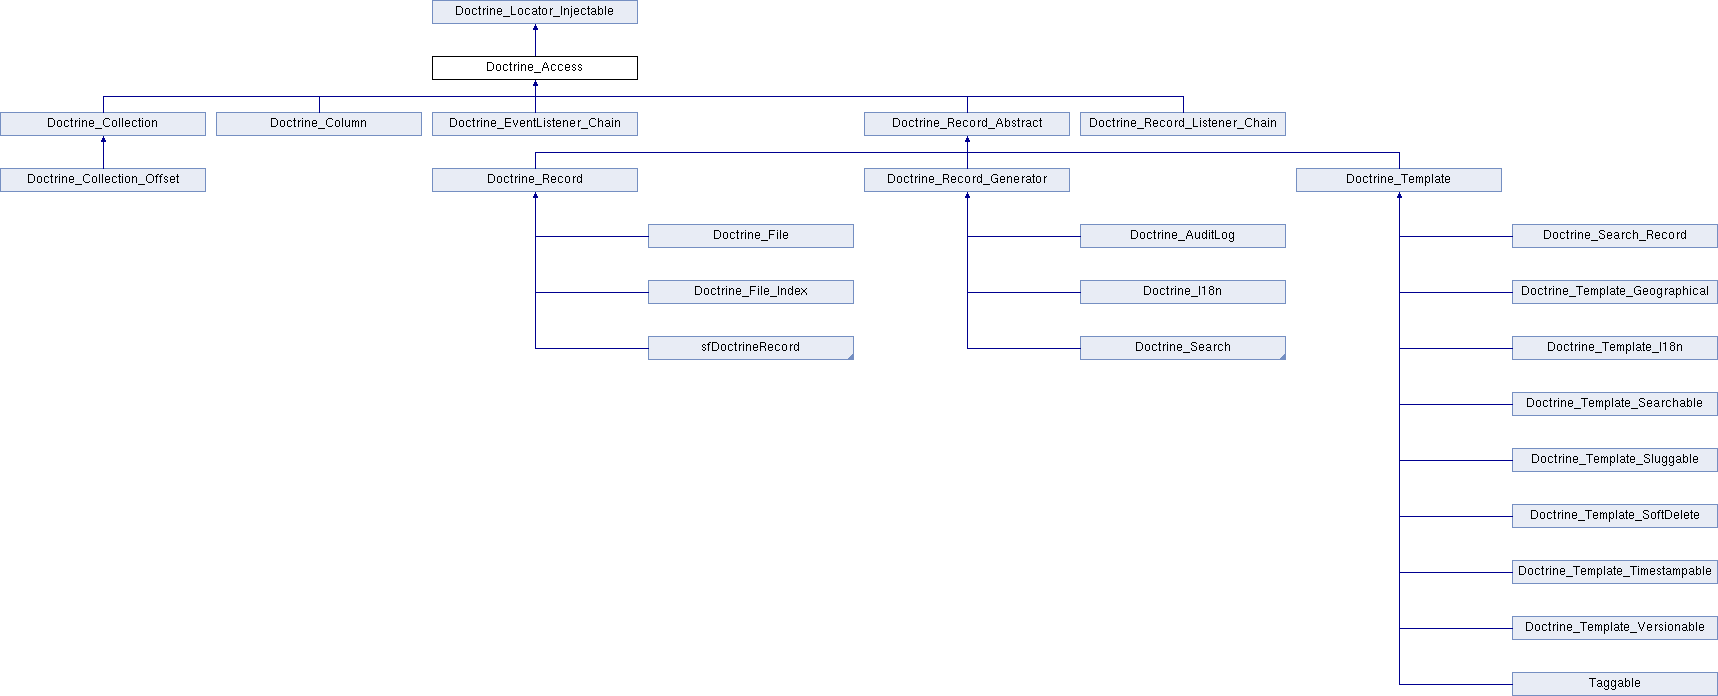 Doctrine_Locator_Injectable
Doctrine_Access
Doctrine_Collection
Doctrine_Column
Doctrine_EventListener_Chain
Doctrine_Record_Abstract
Doctrine_Record_Listener_Chain
Doctrine_Collection_Offset
Doctrine_Record
Doctrine_Record_Generator
Doctrine_Template
Doctrine_File
Doctrine_AuditLog
Doctrine_Search_Record
Doctrine_File_Index
Doctrine_I18n
Doctrine_Template_Geographical
sfDoctrineRecord
Doctrine_Search
Doctrine_Template_I18n
Doctrine_Template_Searchable
Doctrine_Template_Sluggable
Doctrine_Template_SoftDelete
Doctrine_Template_Timestampable
Doctrine_Template_Versionable
Taggable